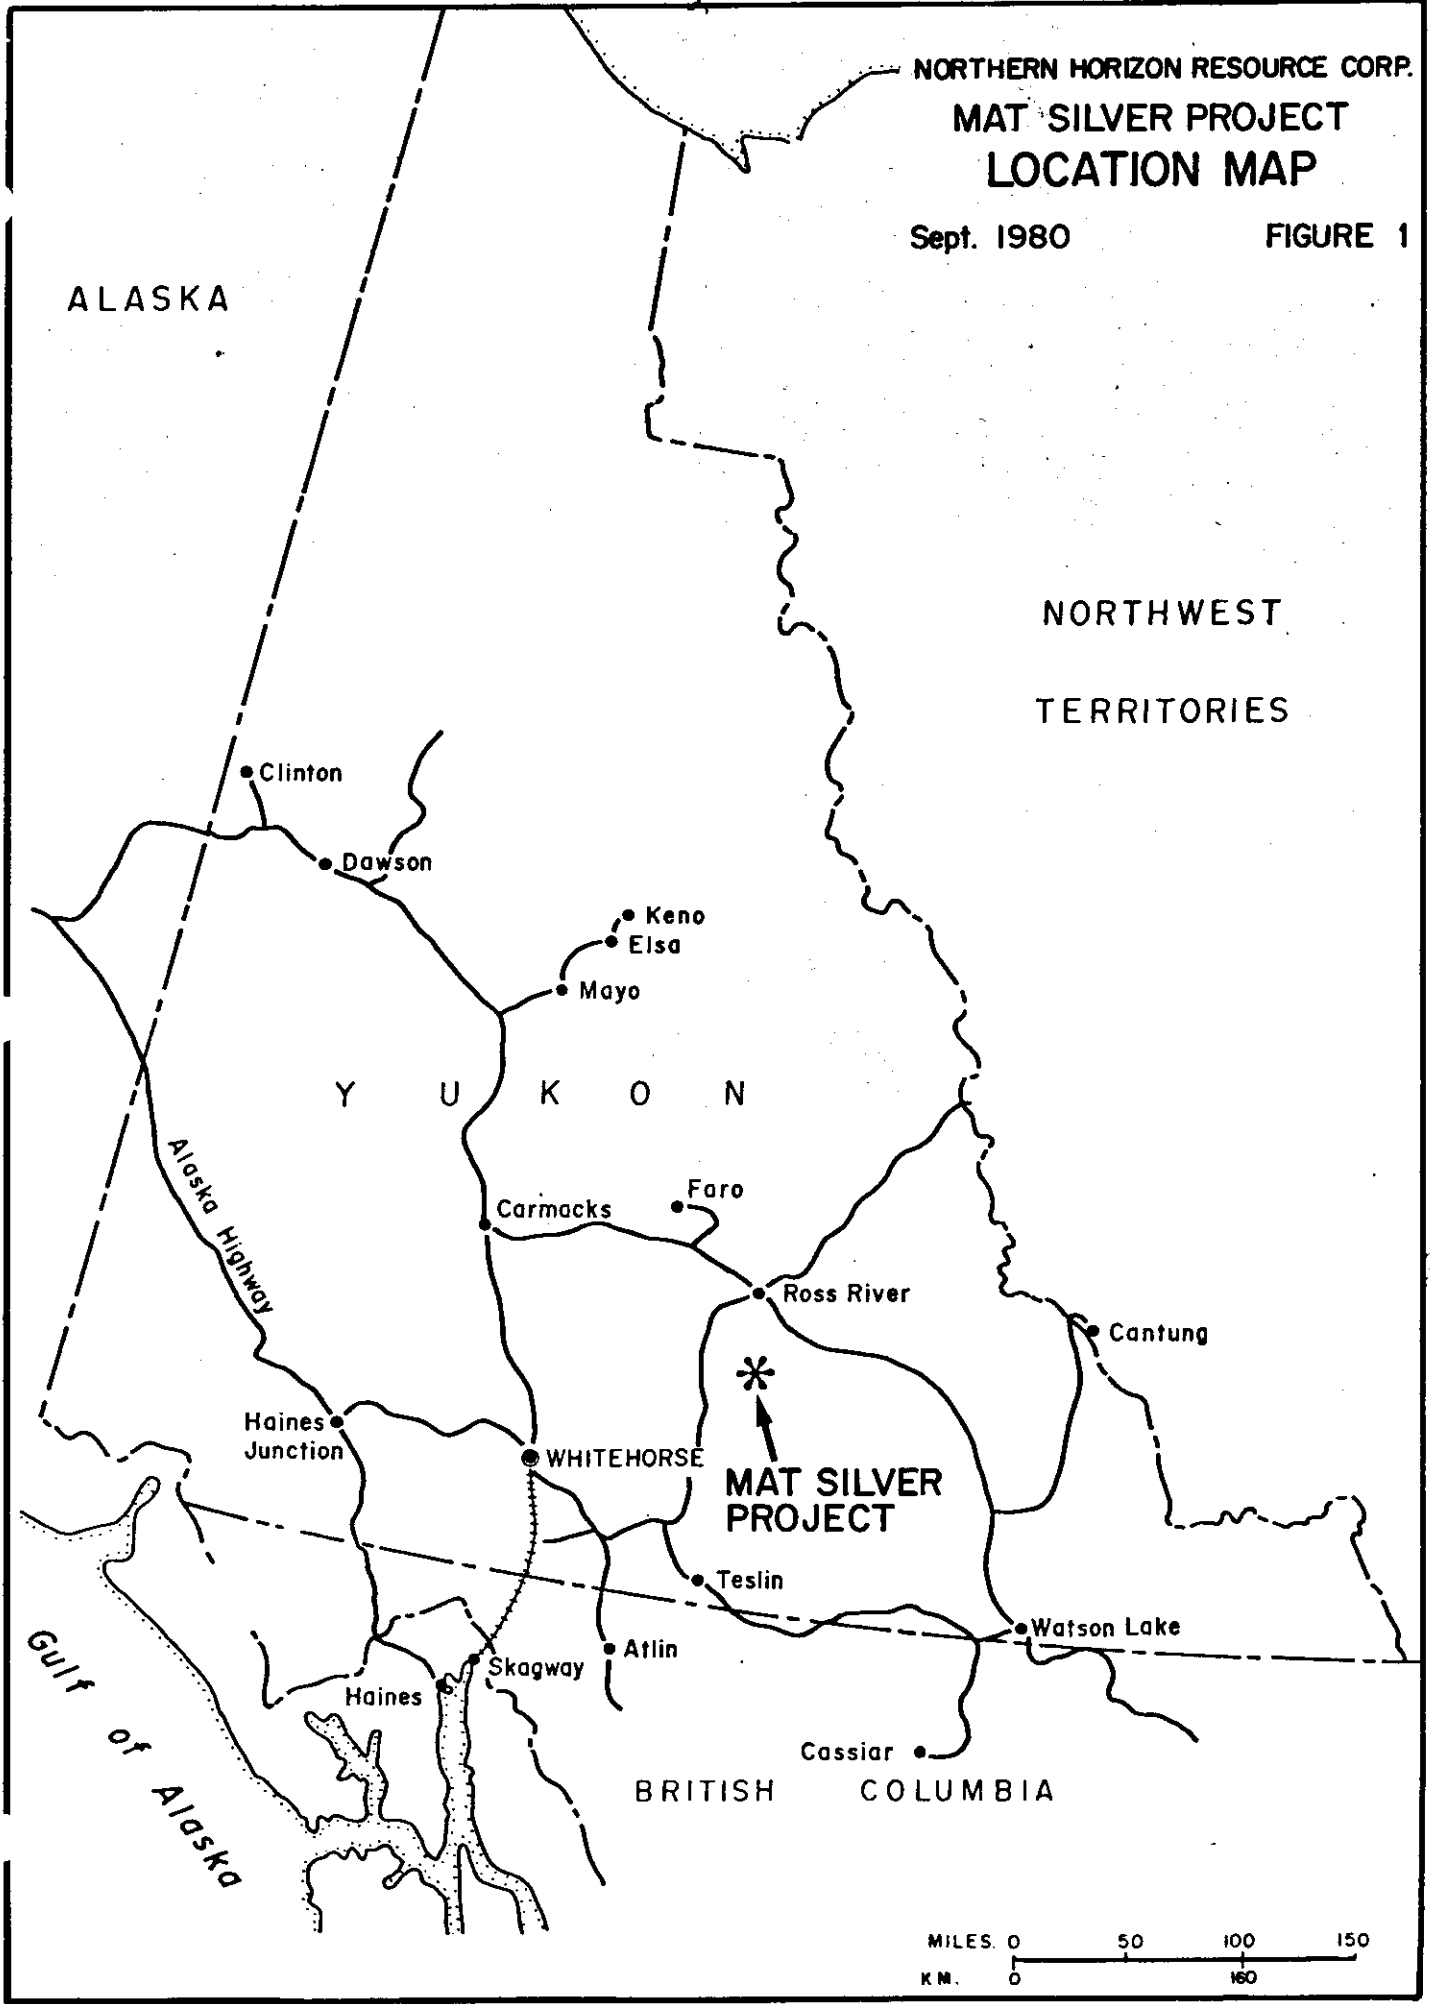 NORTHERN HORIZON RESOURCE CORP.
MAT SILVER PROJECT
LOCATION MAP
Sept. 1980 FIGURE 1
ALASKA
NORTHWEST
TERRITORIES
Clinton
Dawson
Keno
Elsa
Mayo
YUKON
Alaska Highway
Faro
Carmacks
Ross River
Cantung
Haines
Junction
WHITEHORSE
MAT SILVER
PROJECT
Teslin
Watson Lake
Atlin
Skagway
Haines
Gulf of Alaska
Cassiar
BRITISH COLUMBIA
MILES. 0 50 100 150
KM. 0 160